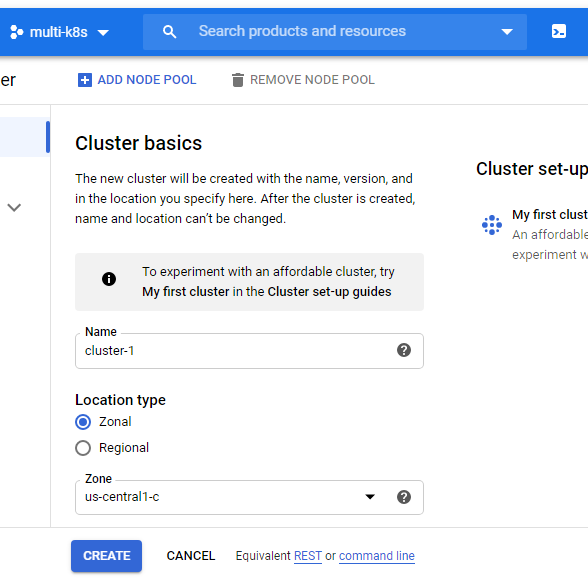 multi-k8s
Search products and resources
er
ADD NODE POOL
REMOVE NODE POOL
Cluster basics
The new cluster will be created with the name, version, and
in the location you specify here. After the cluster is created,
name and location can't be changed.
To experiment with an affordable cluster, try
My first cluster in the Cluster set-up guides
Name
cluster-1
Location type
Zonal
Regional
Zone
us-central1-c
CREATE
CANCEL
Equivalent REST or command line
Cluster set-up
My first clust
An affordable
experiment w